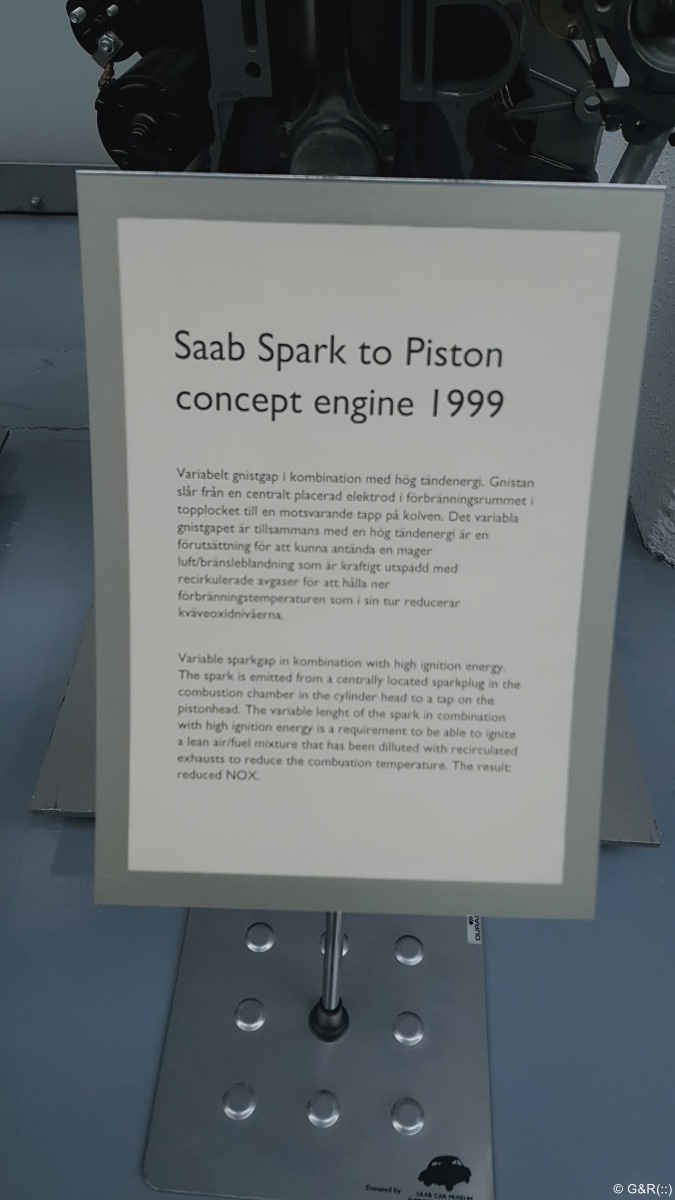 Saab Spark to Piston
concept engine 1999
Variabelt gnistgap i kombination med hög tändenergi. Gnistan
slår från en centralt placerad elektrod i förbränningsrummet i
topplocket till en motsvarande tapp på kolven. Det variabla
gnistgapet är tillsammans med en hög tändenergi är en
förutsättning för att kunna antända en mager
luft/bränsleblandning som är kraftigt utspädd med
recirkulerade avgaser för att hålla ner
förbränningstemperaturen som i sin tur reducerar
kväveoxidnivåerna.
Variable sparkgap in kombination with high ignition energy.
The spark is emitted from a centrally located sparkplug in the
combustion chamber in the cylinder head to a tap on the
pistonhead. The variable lenght of the spark in combination
with high ignition energy is a requirement to be able to ignite
a lean air/fuel mixture that has been dilluted with recirculated
exhausts to reduce the combustion temperature. The result:
reduced NOX.
DURA
Donated by
SAAB CAR MUSEUM
© G&R(::)